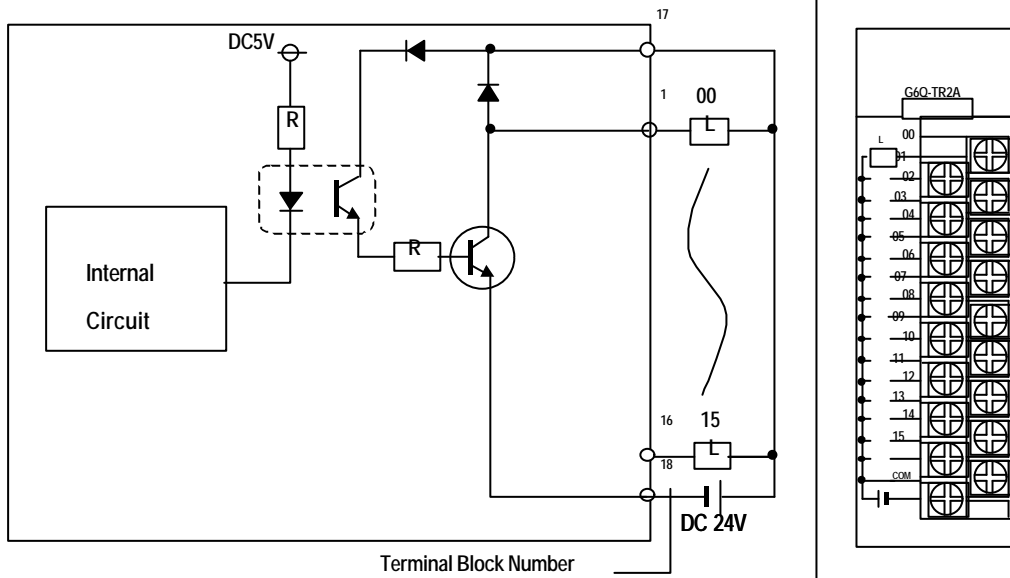 17
DC5V
1
00
R
L
Internal
Circuit
R
16
15
L
18
DC 24V
Terminal Block Number
G6Q-TR2A
L
00
01
02
03
04
05
06
07
08
09
10
11
12
13
14
15
COM